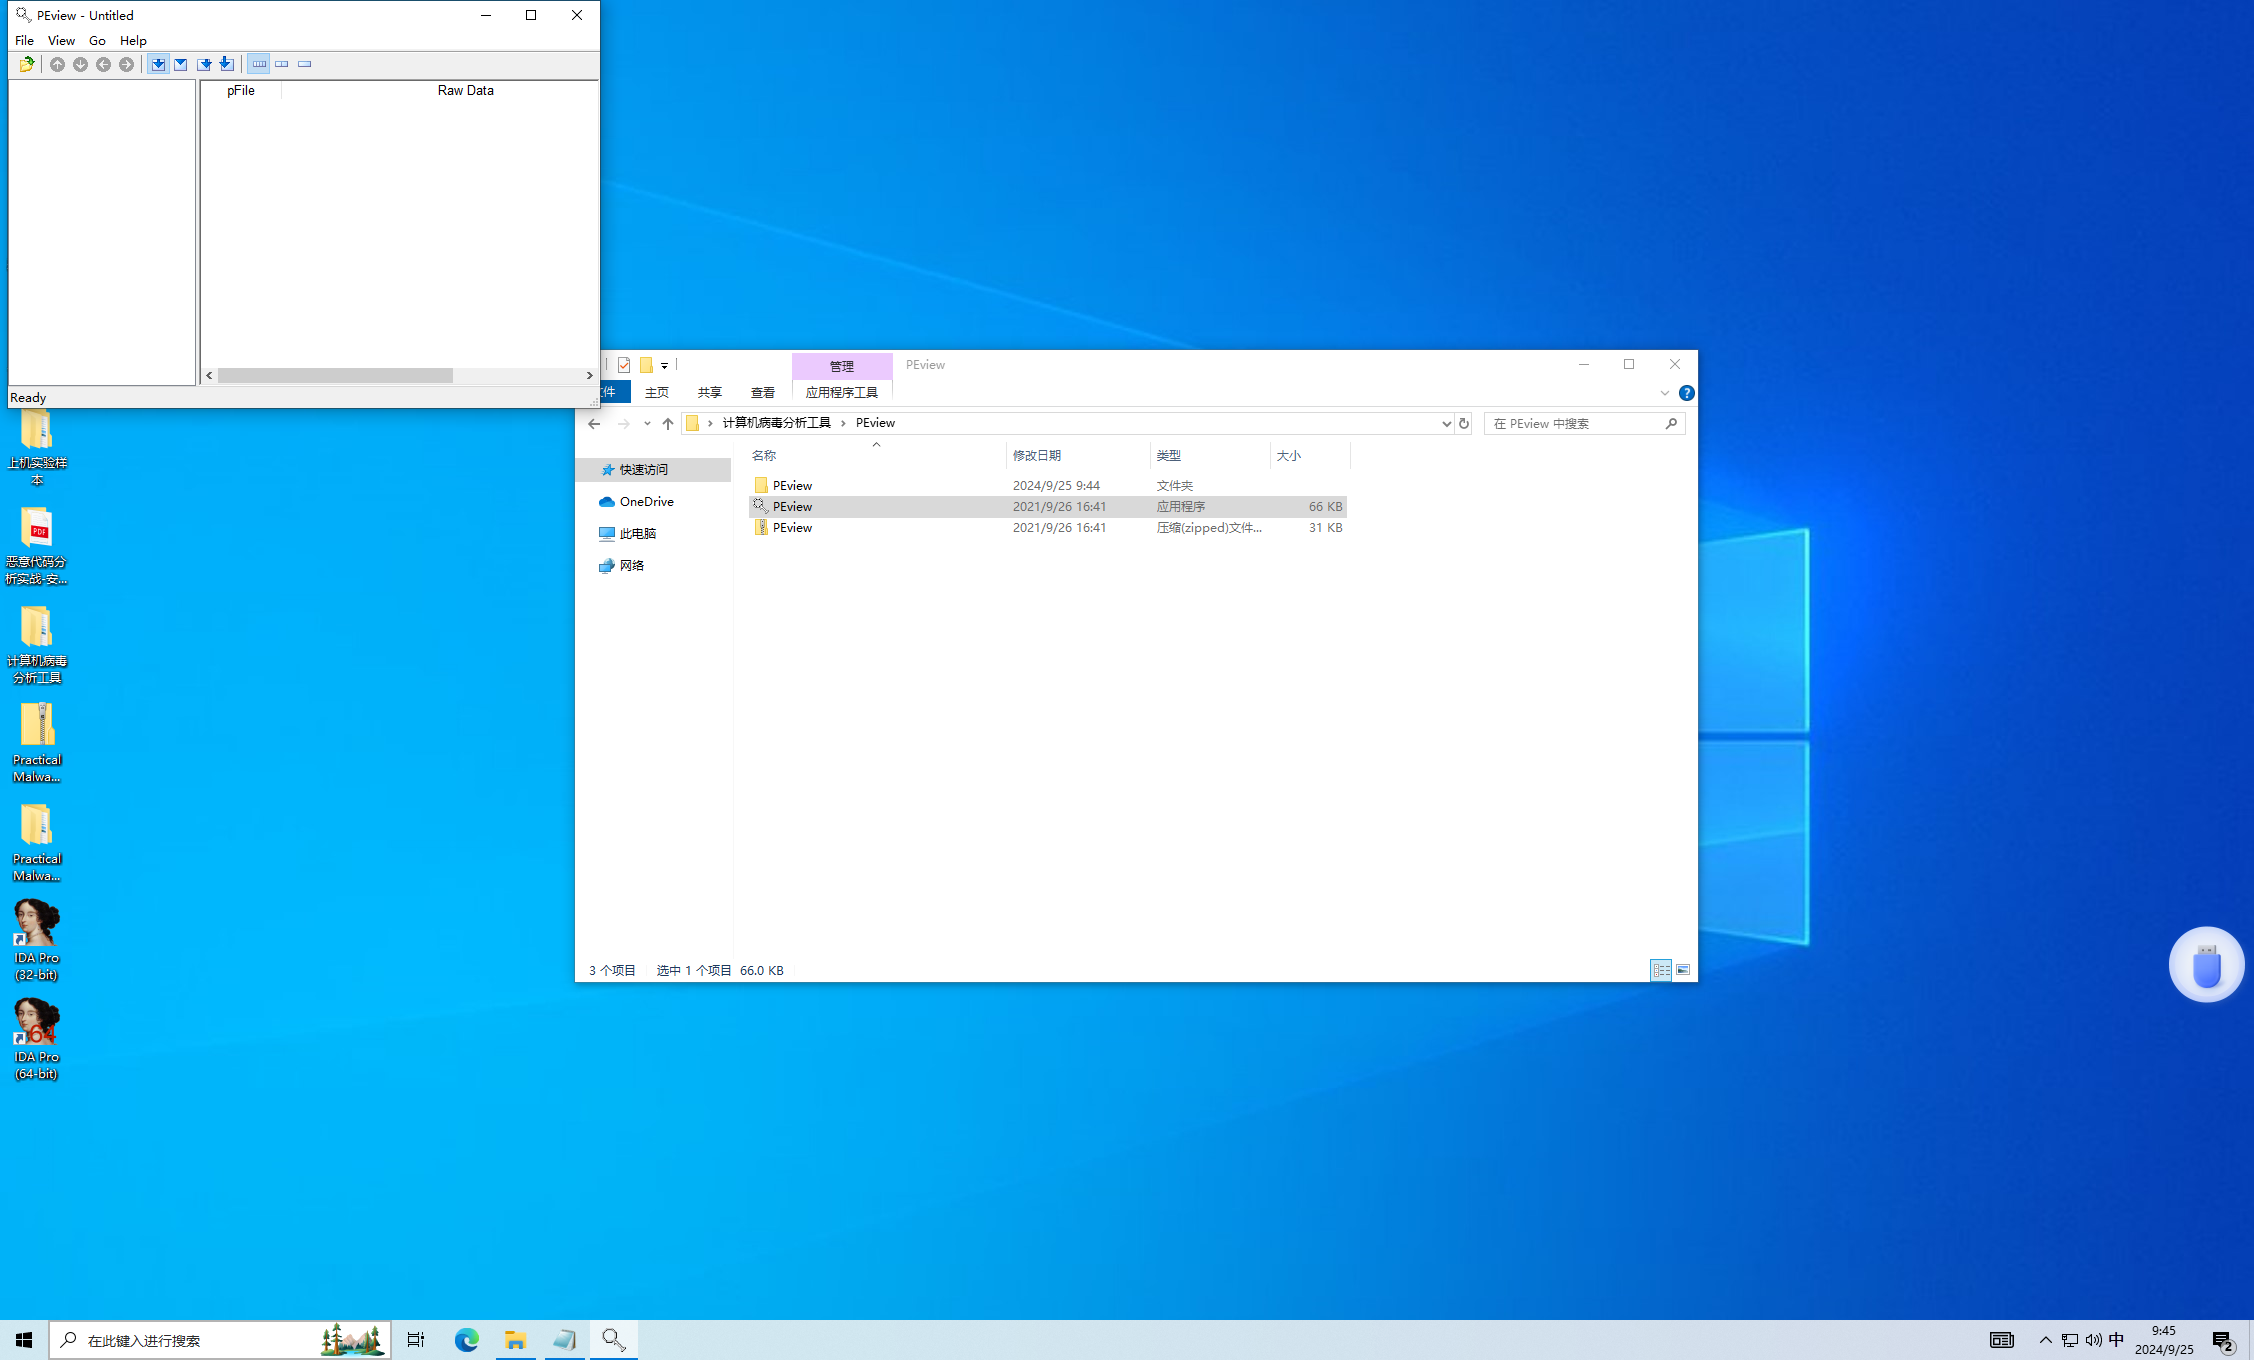 PEview - Untitled
File View Go Help
pFile Raw Data
Ready
管理 PEview
件 主页 共享 查看 应用程序工具
计算机病毒分析工具 PEview
在 PEview 中搜索
名称 修改日期 类型 大小
快速访问
OneDrive
此电脑
网络
PEview 2024/9/25 9:44 文件夹
PEview 2021/9/26 16:41 应用程序 66 KB
PEview 2021/9/26 16:41 压缩(zipped)文件... 31 KB
3 个项目 选中 1 个项目 66.0 KB
上机实验样
本
PDF
恶意代码分
析实战-安...
计算机病毒
分析工具
Practical
Malwa...
Practical
Malwa...
IDA Pro
(32-bit)
64
IDA Pro
(64-bit)
在此键入进行搜索
中
9:45
2024/9/25
2